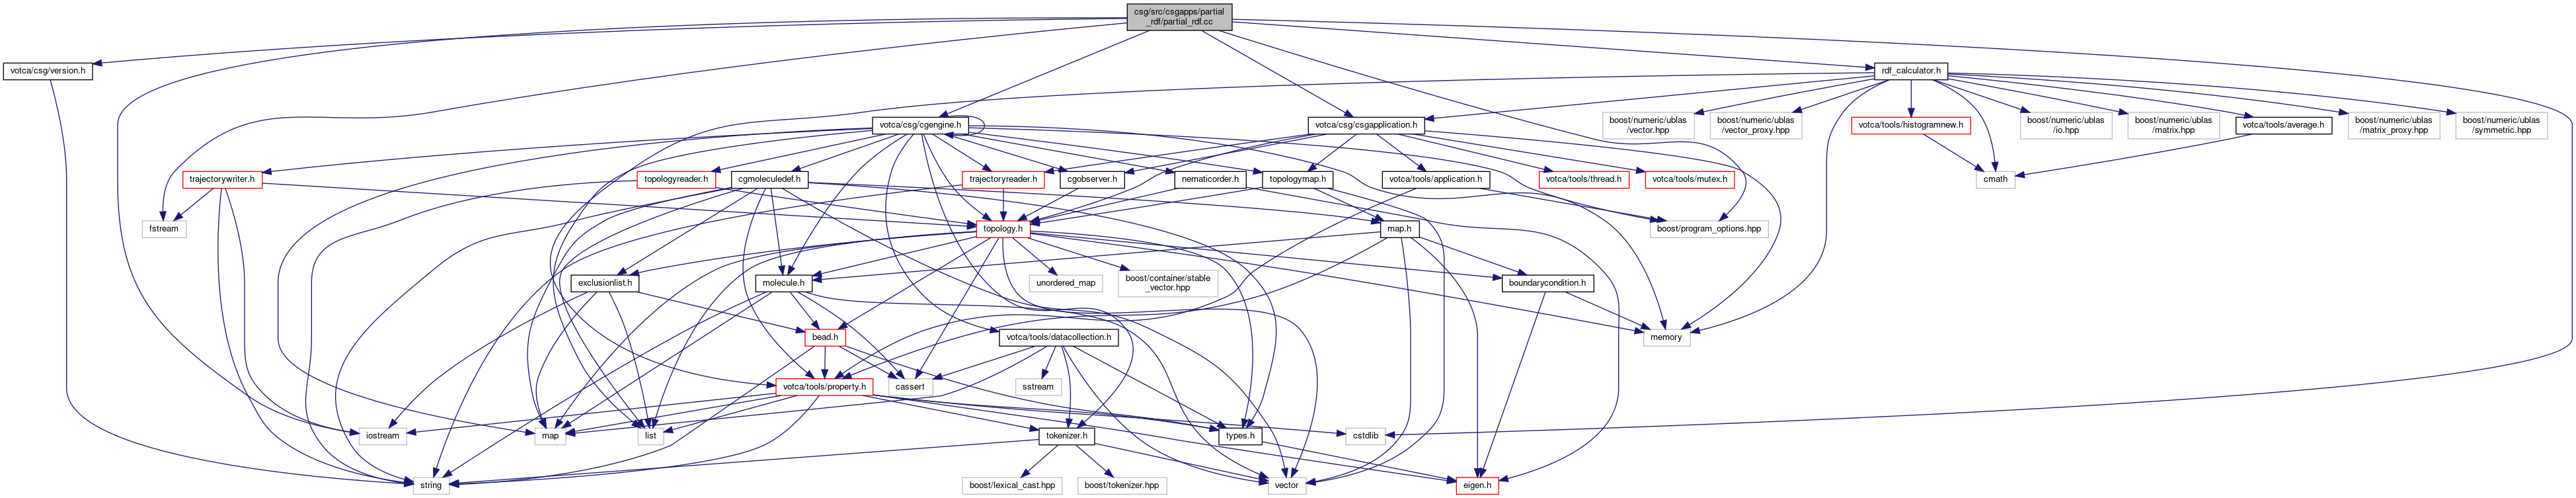 csg/src/csgapps/partial
_rdf/partial_rdf.cc
votca/csg/version.h
rdf_calculator.h
votca/csg/cgengine.h
votca/csg/csgapplication.h
boost/numeric/ublas
/vector.hpp
boost/numeric/ublas
/vector_proxy.hpp
votca/tools/histogramnew.h
boost/numeric/ublas
/io.hpp
boost/numeric/ublas
/matrix.hpp
votca/tools/average.h
boost/numeric/ublas
/matrix_proxy.hpp
boost/numeric/ublas
/symmetric.hpp
trajectorywriter.h
topologyreader.h
cgmoleculedef.h
trajectoryreader.h
cgobserver.h
nematicorder.h
topologymap.h
votca/tools/application.h
votca/tools/thread.h
votca/tools/mutex.h
cmath
fstream
topology.h
map.h
boost/program_options.hpp
exclusionlist.h
molecule.h
unordered_map
boost/container/stable
_vector.hpp
boundarycondition.h
bead.h
votca/tools/datacollection.h
memory
votca/tools/property.h
cassert
sstream
iostream
map
list
tokenizer.h
types.h
cstdlib
string
boost/lexical_cast.hpp
boost/tokenizer.hpp
vector
eigen.h